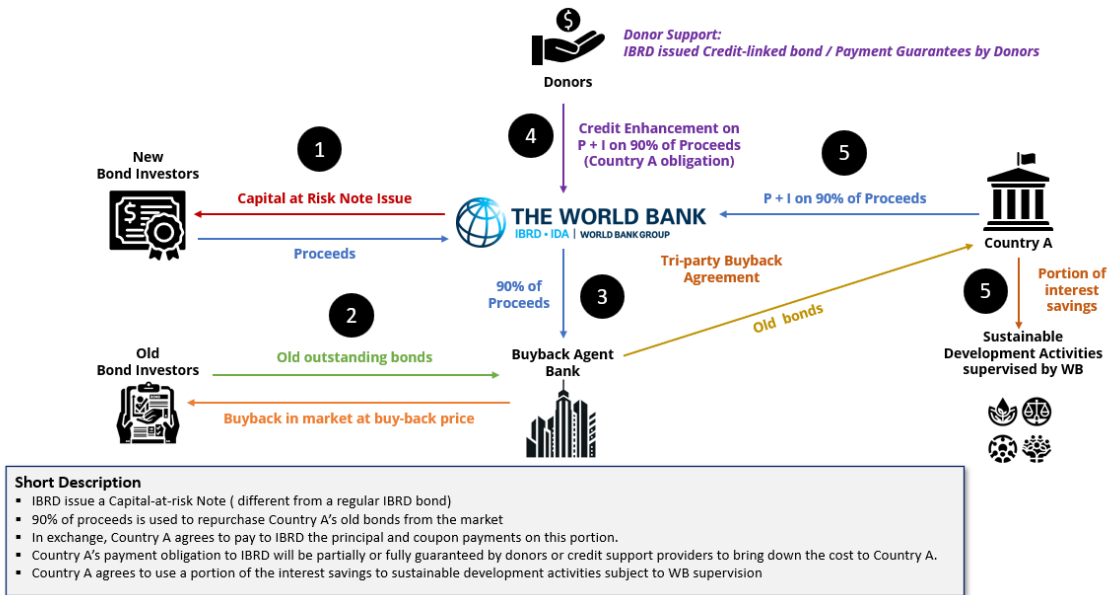 Donor Support:
IBRD issued Credit-linked bond / Payment Guarantees by Donors
$
Donors
4
Credit Enhancement on
P + I on 90% of Proceeds
(Country A obligation)
5
1
New
Bond Investors
$
Capital at Risk Note Issue
Proceeds
THE WORLD BANK
IBRD • IDA | WORLD BANK GROUP
P + I on 90% of Proceeds
Country A
Tri-party Buyback
Agreement
90% of
Proceeds
3
5
Portion of
interest
savings
2
Old bonds
Old
Bond Investors
Old outstanding bonds
Buyback in market at buy-back price
Buyback Agent
Bank
Sustainable
Development Activities
supervised by WB
Short Description
▪ IBRD issue a Capital-at-risk Note ( different from a regular IBRD bond)
▪ 90% of proceeds is used to repurchase Country A's old bonds from the market
▪ In exchange, Country A agrees to pay to IBRD the principal and coupon payments on this portion.
▪ Country A's payment obligation to IBRD will be partially or fully guaranteed by donors or credit support providers to bring down the cost to Country A.
▪ Country A agrees to use a portion of the interest savings to sustainable development activities subject to WB supervision